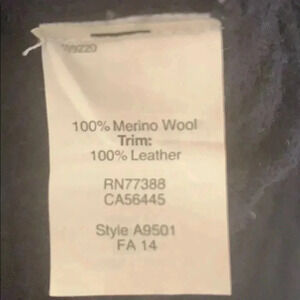 100% Merino Wool
Trim:
100% Leather
RN77388
CA56445
Style A9501
FA 14